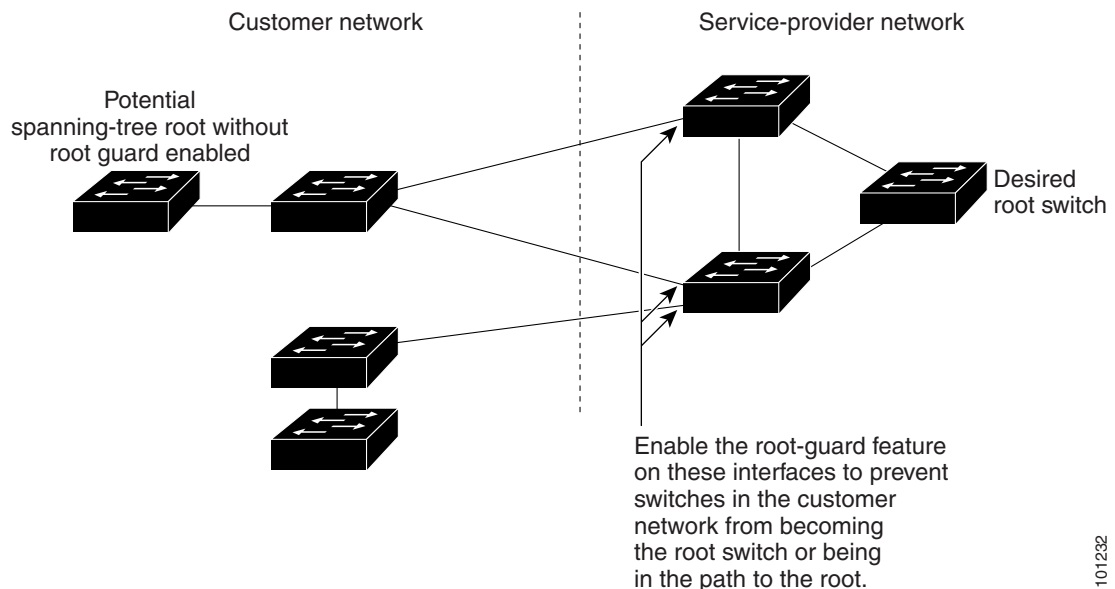 Customer network
Service-provider network
Potential
spanning-tree root without
root guard enabled
Desired
root switch
Enable the root-guard feature
on these interfaces to prevent
switches in the customer
network from becoming
the root switch or being
in the path to the root.
101232